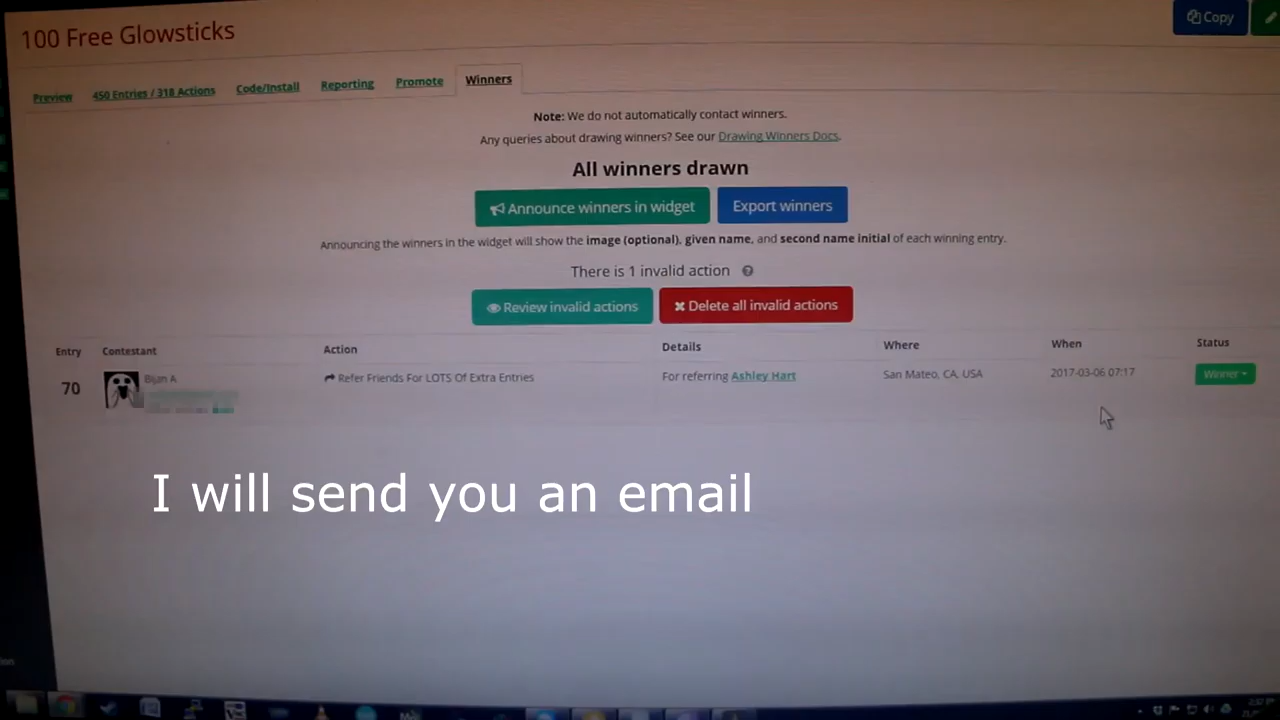 100 Free Glowsticks
Copy
Preview
450 Entries / 318 Actions
Code/Install
Reporting
Promote
Winners
Note: We do not automatically contact winners.
Any queries about drawing winners? See our Drawing Winners Docs.
All winners drawn
Announce winners in widget
Export winners
Announcing the winners in the widget will show the image (optional), given name, and second name initial of each winning entry.
There is 1 invalid action
Review invalid actions
Delete all invalid actions
Entry Contestant Action Details Where When Status
70 Bijan A Refer Friends For LOTS Of Extra Entries For referring Ashley Hart San Mateo, CA, USA 2017-03-06 07:17 Winner
I will send you an email